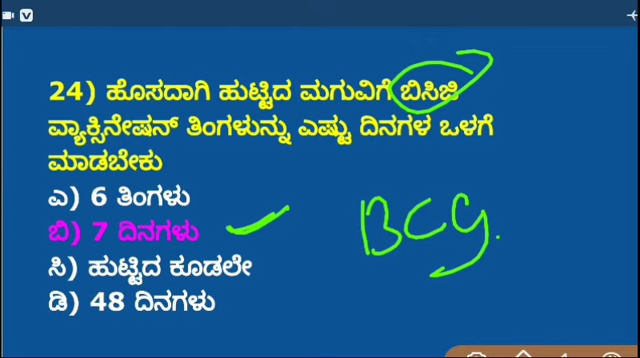 24) ಹೊಸದಾಗಿ ಹುಟ್ಟಿದ ಮಗುವಿಗೆ ಬಿಸಿಜಿ
ವ್ಯಾಕ್ಸಿನೇಷನ್ ತಿಂಗಳುನ್ನು ಎಷ್ಟು ದಿನಗಳ ಒಳಗೆ
ಮಾಡಬೇಕು
ಎ) 6 ತಿಂಗಳು
ಬಿ) 7 ದಿನಗಳು
BCG.
ಸಿ) ಹುಟ್ಟಿದ ಕೂಡಲೇ
ಡಿ) 48 ದಿನಗಳು